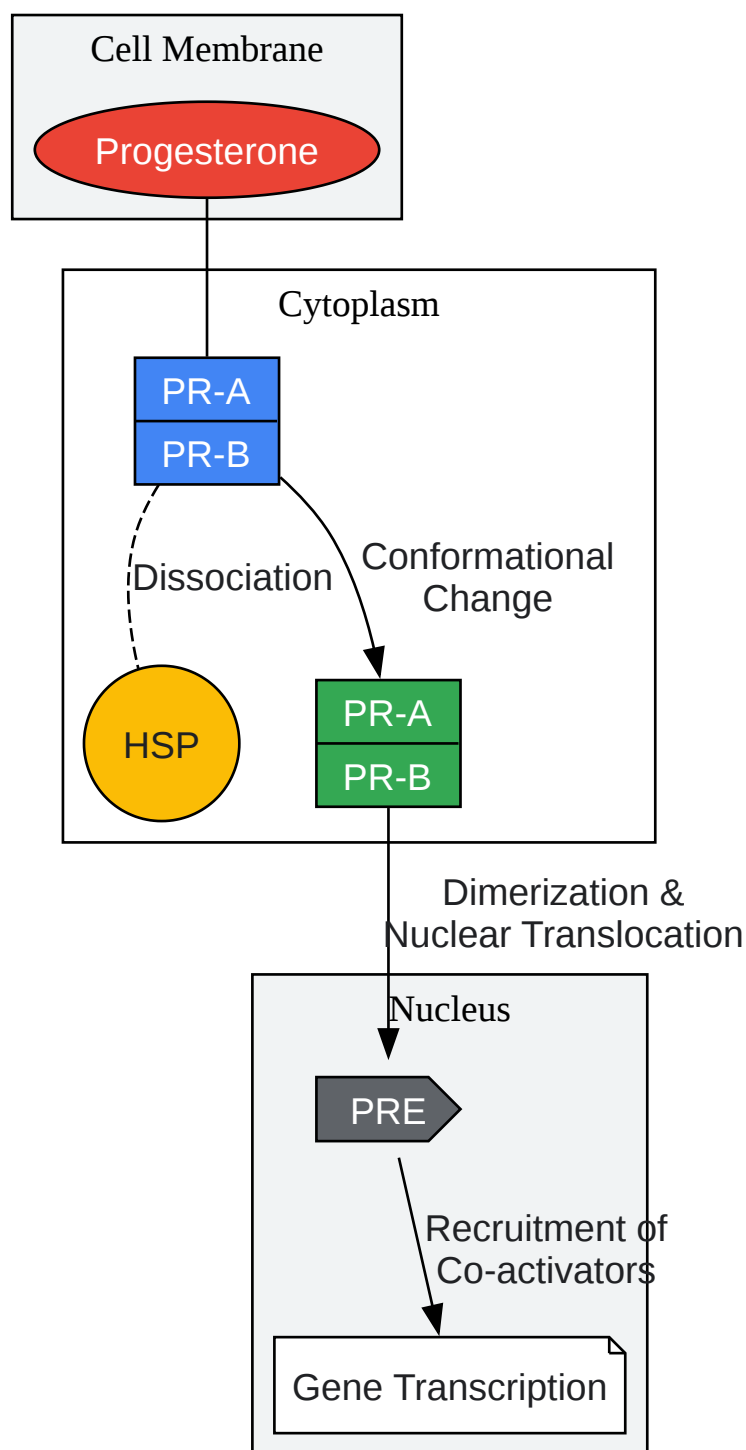 Cell Membrane
Progesterone
Cytoplasm
PR-A
PR-B
Dissociation
Conformational
Change
HSP
PR-A
PR-B
Dimerization &
Nuclear Translocation
Nucleus
PRE
Recruitment of
Co-activators
Gene Transcription